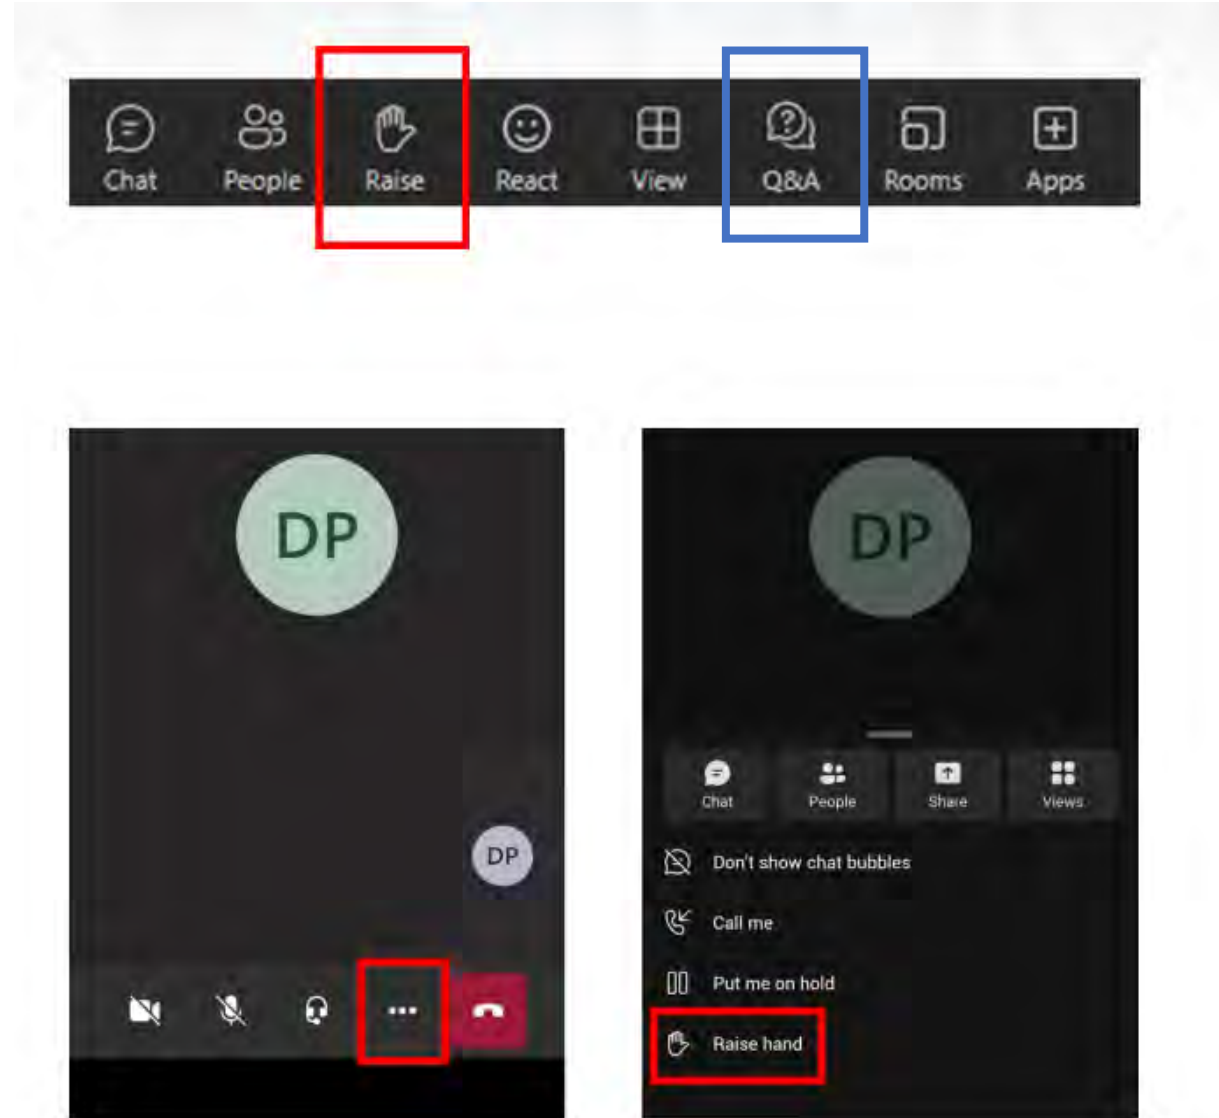 Chat People Raise React View Q&A Rooms Apps
DP
DP
DP
Chat People Share Views
Don't show chat bubbles
Call me
Put me on hold
Raise hand